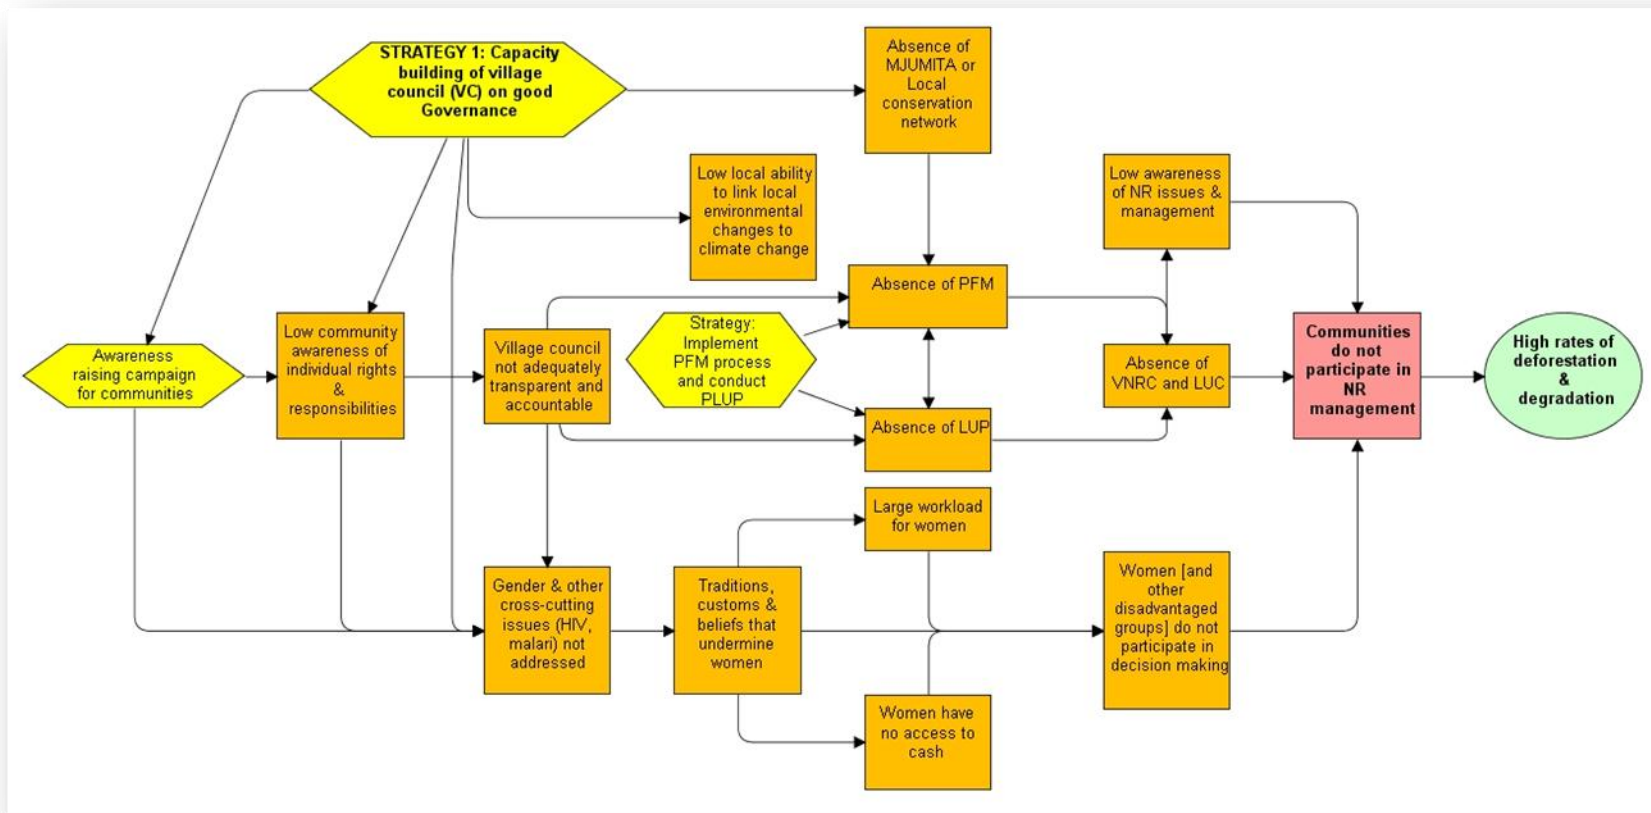 STRATEGY 1: Capacity
building of village
council (VC) on good
Governance
Absence of
MJUMITA or
Local
conservation
network
Low local ability
to link local
environmental
changes to
climate change
Low awareness
of NR issues &
management
Absence of PFM
Strategy:
Implement
PFM process
and conduct
PLUP
Awareness
raising campaign
for communities
Low community
awareness of
individual rights
&
responsibilities
Village council
not adequately
transparent and
accountable
Absence of
VNRC and LUC
Communities
do not
participate in
NR
management
High rates of
deforestation
&
degradation
Absence of LUP
Large workload
for women
Gender & other
cross-cutting
issues (HIV,
malari) not
addressed
Traditions,
customs &
beliefs that
undermine
women
Women [and
other
disadvantaged
groups] do not
participate in
decision making
Women have
no access to
cash